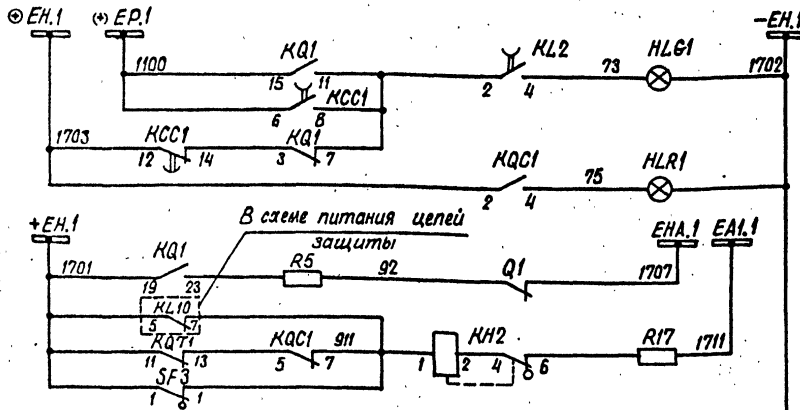 ⊕ EH.1 (+) EP.1 -EH.1
1100 KQ1 KL2 73 HLG1 1702
15 11 2 4
KCC1
6 8
1703 KCC1 KQ1
12 14 3 7
KQC1 75 HLR1
2 4
+EH.1 В схеме питания цепей защиты EHA.1 EA1.1
1701 KQ1 R5 92 Q1 1707
19 23
KL10
5 7
KQT1 KQC1 911 KH2 R17 1711
11 13 5 7 1 2 4 6
SF3
1 1